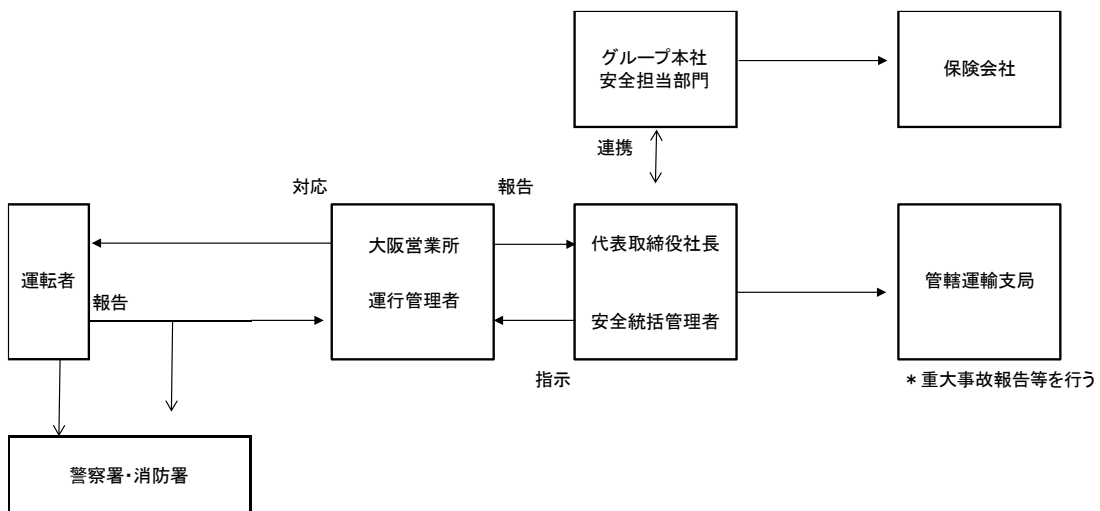 グループ本社
安全担当部門
保険会社
連携
対応
報告
運転者
報告
大阪営業所
運行管理者
代表取締役社長
安全統括管理者
管轄運輸支局
指示
＊重大事故報告等を行う
警察署・消防署